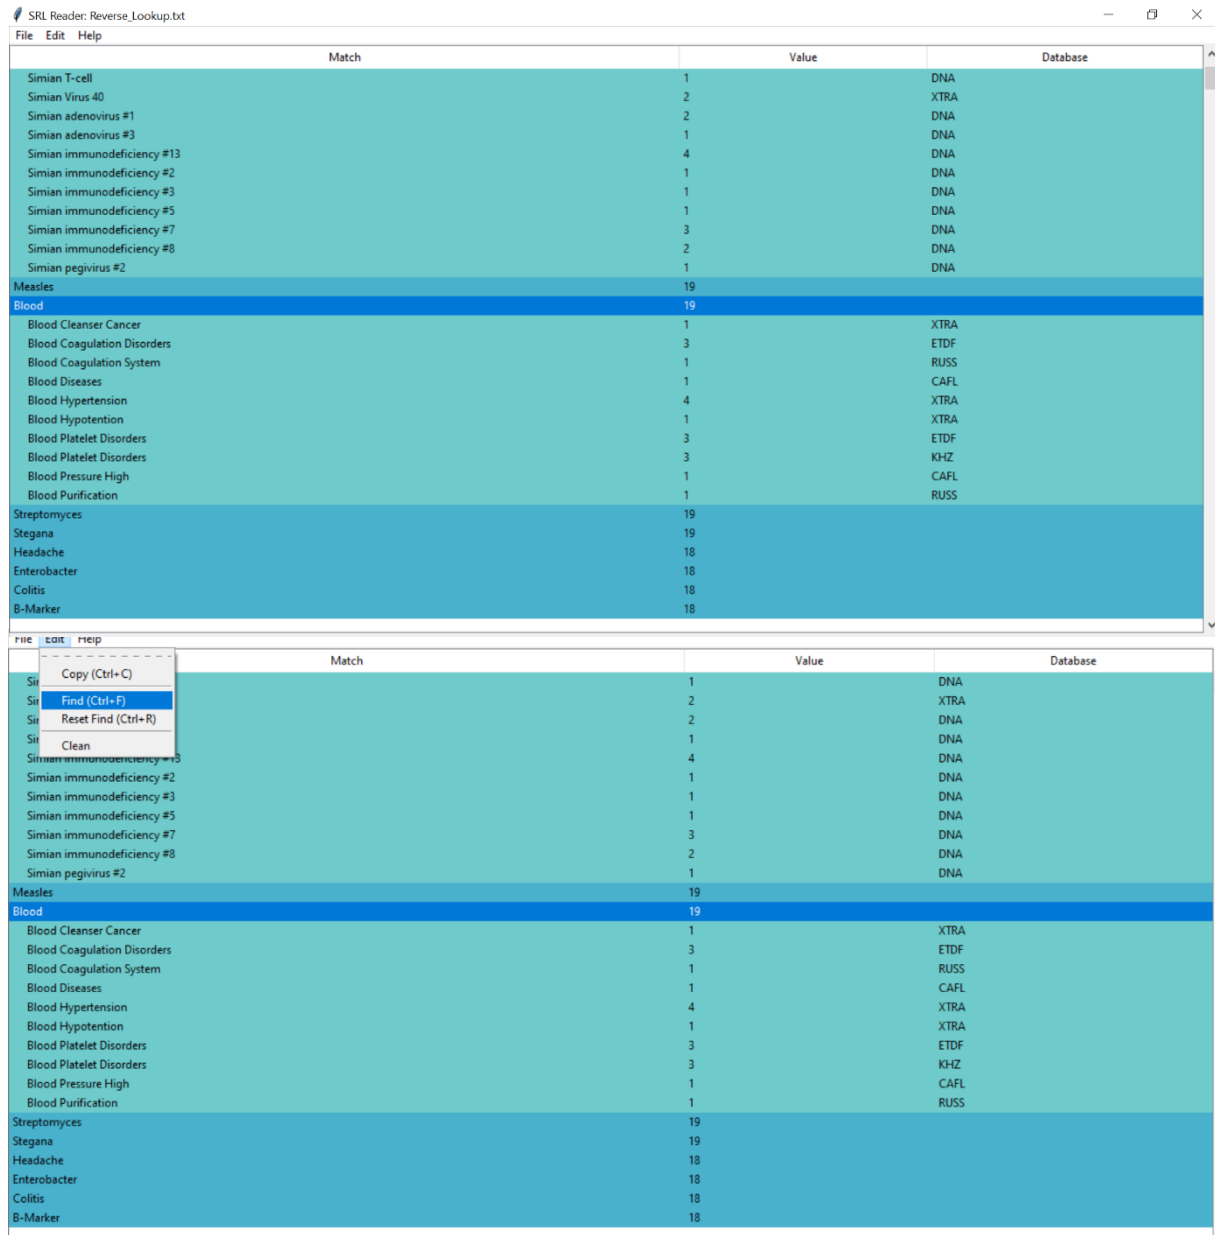 SRL Reader: Reverse_Lookup.txt
File Edit Help
Match Value Database
Simian T-cell 1 DNA
Simian Virus 40 2 XTRA
Simian adenovirus #1 2 DNA
Simian adenovirus #3 1 DNA
Simian immunodeficiency #13 4 DNA
Simian immunodeficiency #2 1 DNA
Simian immunodeficiency #3 1 DNA
Simian immunodeficiency #5 1 DNA
Simian immunodeficiency #7 3 DNA
Simian immunodeficiency #8 2 DNA
Simian pegivirus #2 1 DNA
Measles 19
Blood 19
Blood Cleanser Cancer 1 XTRA
Blood Coagulation Disorders 3 ETDF
Blood Coagulation System 1 RUSS
Blood Diseases 1 CAFL
Blood Hypertension 4 XTRA
Blood Hypotention 1 XTRA
Blood Platelet Disorders 3 ETDF
Blood Platelet Disorders 3 KHZ
Blood Pressure High 1 CAFL
Blood Purification 1 RUSS
Streptomyces 19
Stegana 19
Headache 18
Enterobacter 18
Colitis 18
B-Marker 18
File Edit Help
Match Value Database
Copy (Ctrl+C)
1 DNA
Find (Ctrl+F)
2 XTRA
Reset Find (Ctrl+R)
2 DNA
1 DNA
Clean
Simian immunodeficiency #13 4 DNA
Simian immunodeficiency #2 1 DNA
Simian immunodeficiency #3 1 DNA
Simian immunodeficiency #5 1 DNA
Simian immunodeficiency #7 3 DNA
Simian immunodeficiency #8 2 DNA
Simian pegivirus #2 1 DNA
Measles 19
Blood 19
Blood Cleanser Cancer 1 XTRA
Blood Coagulation Disorders 3 ETDF
Blood Coagulation System 1 RUSS
Blood Diseases 1 CAFL
Blood Hypertension 4 XTRA
Blood Hypotention 1 XTRA
Blood Platelet Disorders 3 ETDF
Blood Platelet Disorders 3 KHZ
Blood Pressure High 1 CAFL
Blood Purification 1 RUSS
Streptomyces 19
Stegana 19
Headache 18
Enterobacter 18
Colitis 18
B-Marker 18